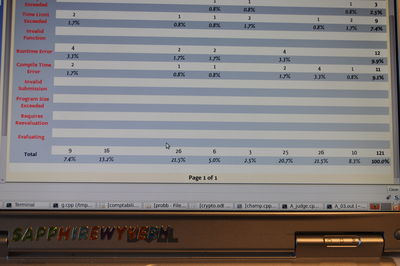 Exceeded 1 1 1 3
0.8% 0.8% 0.8% 2.5%
Time Limit Exceeded 2 1 1 2 1 2 9
1.7% 0.8% 0.8% 1.7% 0.8% 1.7% 7.4%
Invalid Function
Runtime Error 4 2 2 4 12
3.3% 1.7% 1.7% 3.3% 9.9%
Compile Time Error 2 1 1 2 4 1 11
1.7% 0.8% 0.8% 1.7% 3.3% 0.8% 9.1%
Invalid Submission
Program Size Exceeded
Requires Reevaluation
Evaluating
Total 9 16 26 6 3 25 26 10 121
7.4% 13.2% 21.5% 5.0% 2.5% 20.7% 21.5% 8.3% 100.0%
Page 1 of 1
Close
Terminal g.cpp (/tmp... [comptabili... [probb - File... [crypto.odt ... [champ.cpp... A_judge.cp... A_03.out (~...
SAPPHIREWYVERN